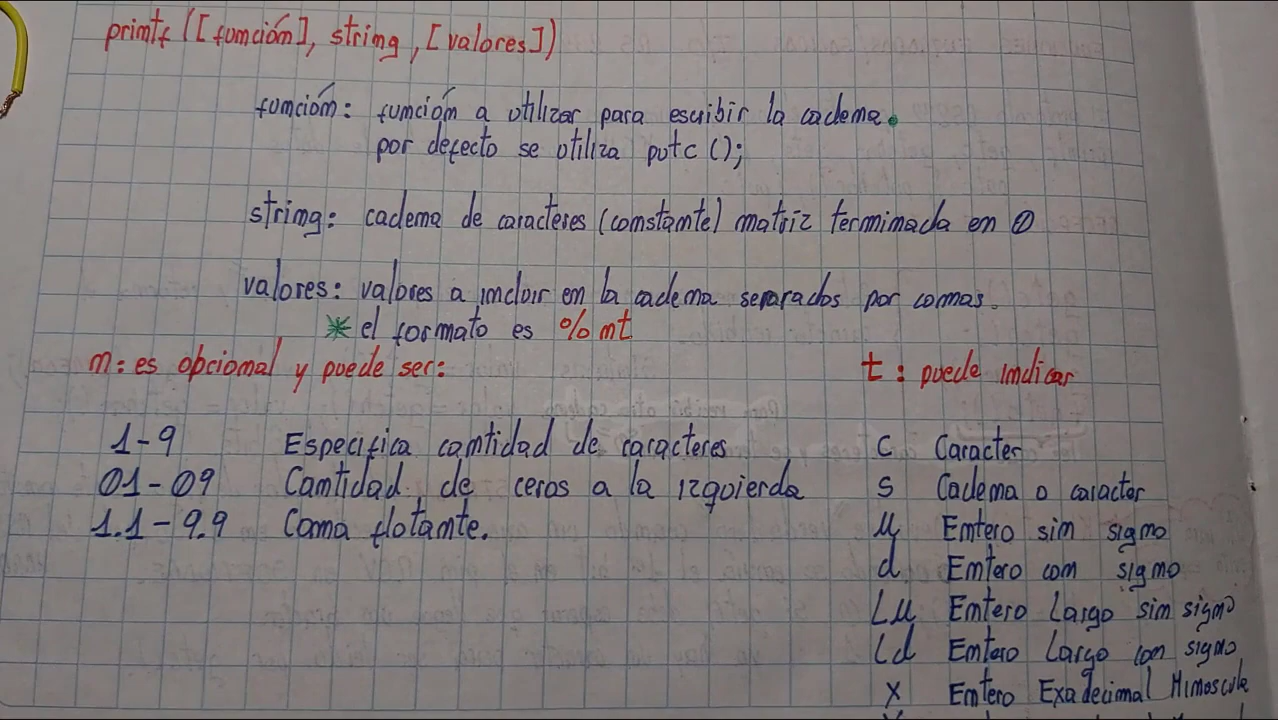 printf ([función], string, [valores])
función: función a utilizar para escribir la cadena.
por defecto se utiliza putc ();
string: cadena de caracteres (constante) matriz terminada en 0
valores: valores a incluir en la cadena separados por comas.
* el formato es %nt
n: es opcional y puede ser:
t: puede indicar
1-9 Especifica cantidad de caracteres
C Caracter
01-09 Cantidad de ceros a la izquierda
S Cadena o caracter
1.1-9.9 Coma flotante.
u Entero sin signo
d Entero con signo
Lu Entero Largo sin signo
Ld Entero Largo con signo
x Entero Exadecimal Minoscula